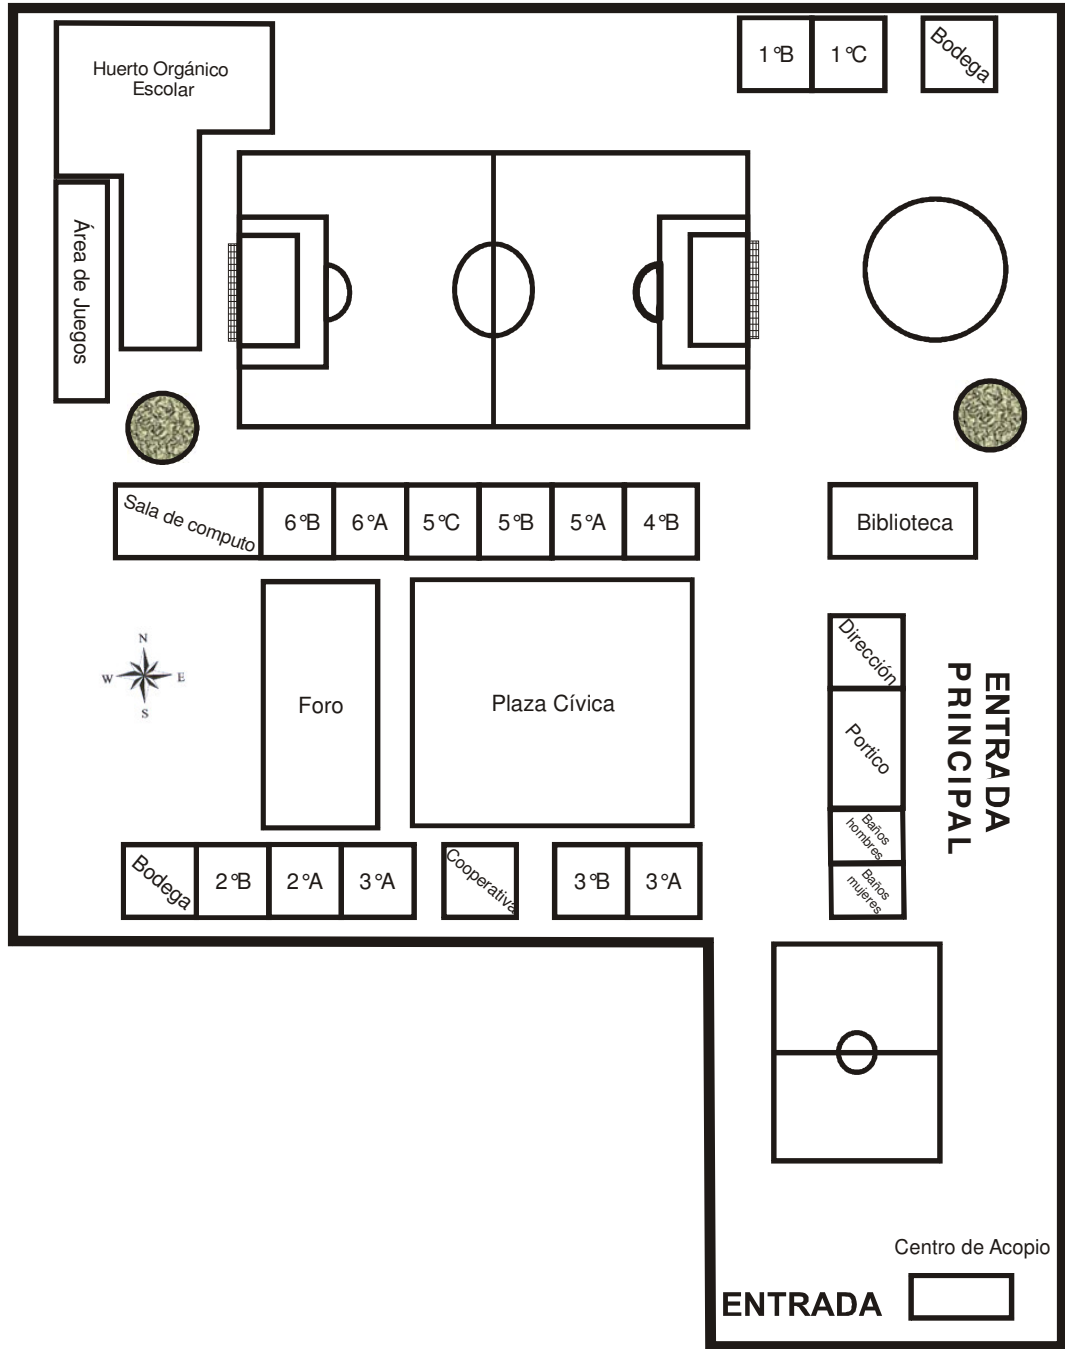 Huerto Orgánico
Escolar
1°B
1°C
Bodega
Área de Juegos
Sala de computo
6°B
6°A
5°C
5°B
5°A
4°B
Biblioteca
N
W
E
S
Foro
Plaza Cívica
Dirección
Portico
Baños
hombres
Baños
mujeres
ENTRADA
PRINCIPAL
Bodega
2°B
2°A
3°A
Cooperativa
3°B
3°A
Centro de Acopio
ENTRADA